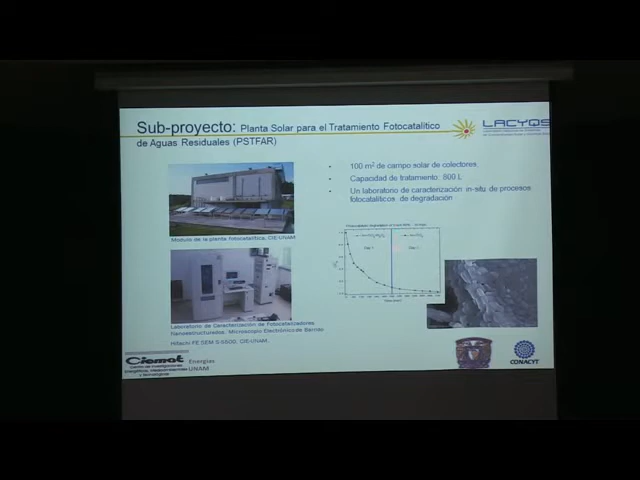 Sub-proyecto: Planta Solar para el Tratamiento Fotocatalítico
de Aguas Residuales (PSTFAR)
LACYQS
100 m² de campo solar de colectores.
Capacidad de tratamiento: 800 L
Un laboratorio de caracterización in-situ de procesos
fotocatalíticos de degradación
Módulo de la planta fotocatalítica, CIE-UNAM
Laboratorio de Caracterización de Fotocatalizadores
Nanoestructurados. Microscopio Electrónico de Barrido
Hitachi FE SEM S-5500, CIE-UNAM.
Ciemat
Energías
UNAM
CONACYT